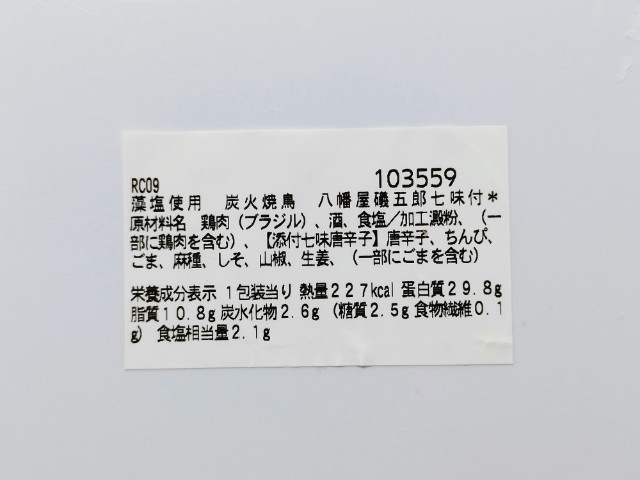 RC09 103559
藻塩使用 炭火焼鳥 八幡屋礒五郎七味付＊
原材料名 鶏肉（ブラジル）、酒、食塩／加工澱粉、（一
部に鶏肉を含む）、【添付七味唐辛子】唐辛子、ちんぴ、
ごま、麻種、しそ、山椒、生姜、（一部にごまを含む）
栄養成分表示 1包装当り 熱量227kcal 蛋白質29.8g
脂質10.8g 炭水化物2.6g (糖質2.5g 食物繊維0.1
g) 食塩相当量2.1g